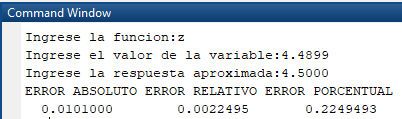 Command Window
Ingrese la funcion:z
Ingrese el valor de la variable:4.4899
Ingrese la respuesta aproximada:4.5000
ERROR ABSOLUTO ERROR RELATIVO ERROR PORCENTUAL
0.0101000 0.0022495 0.2249493